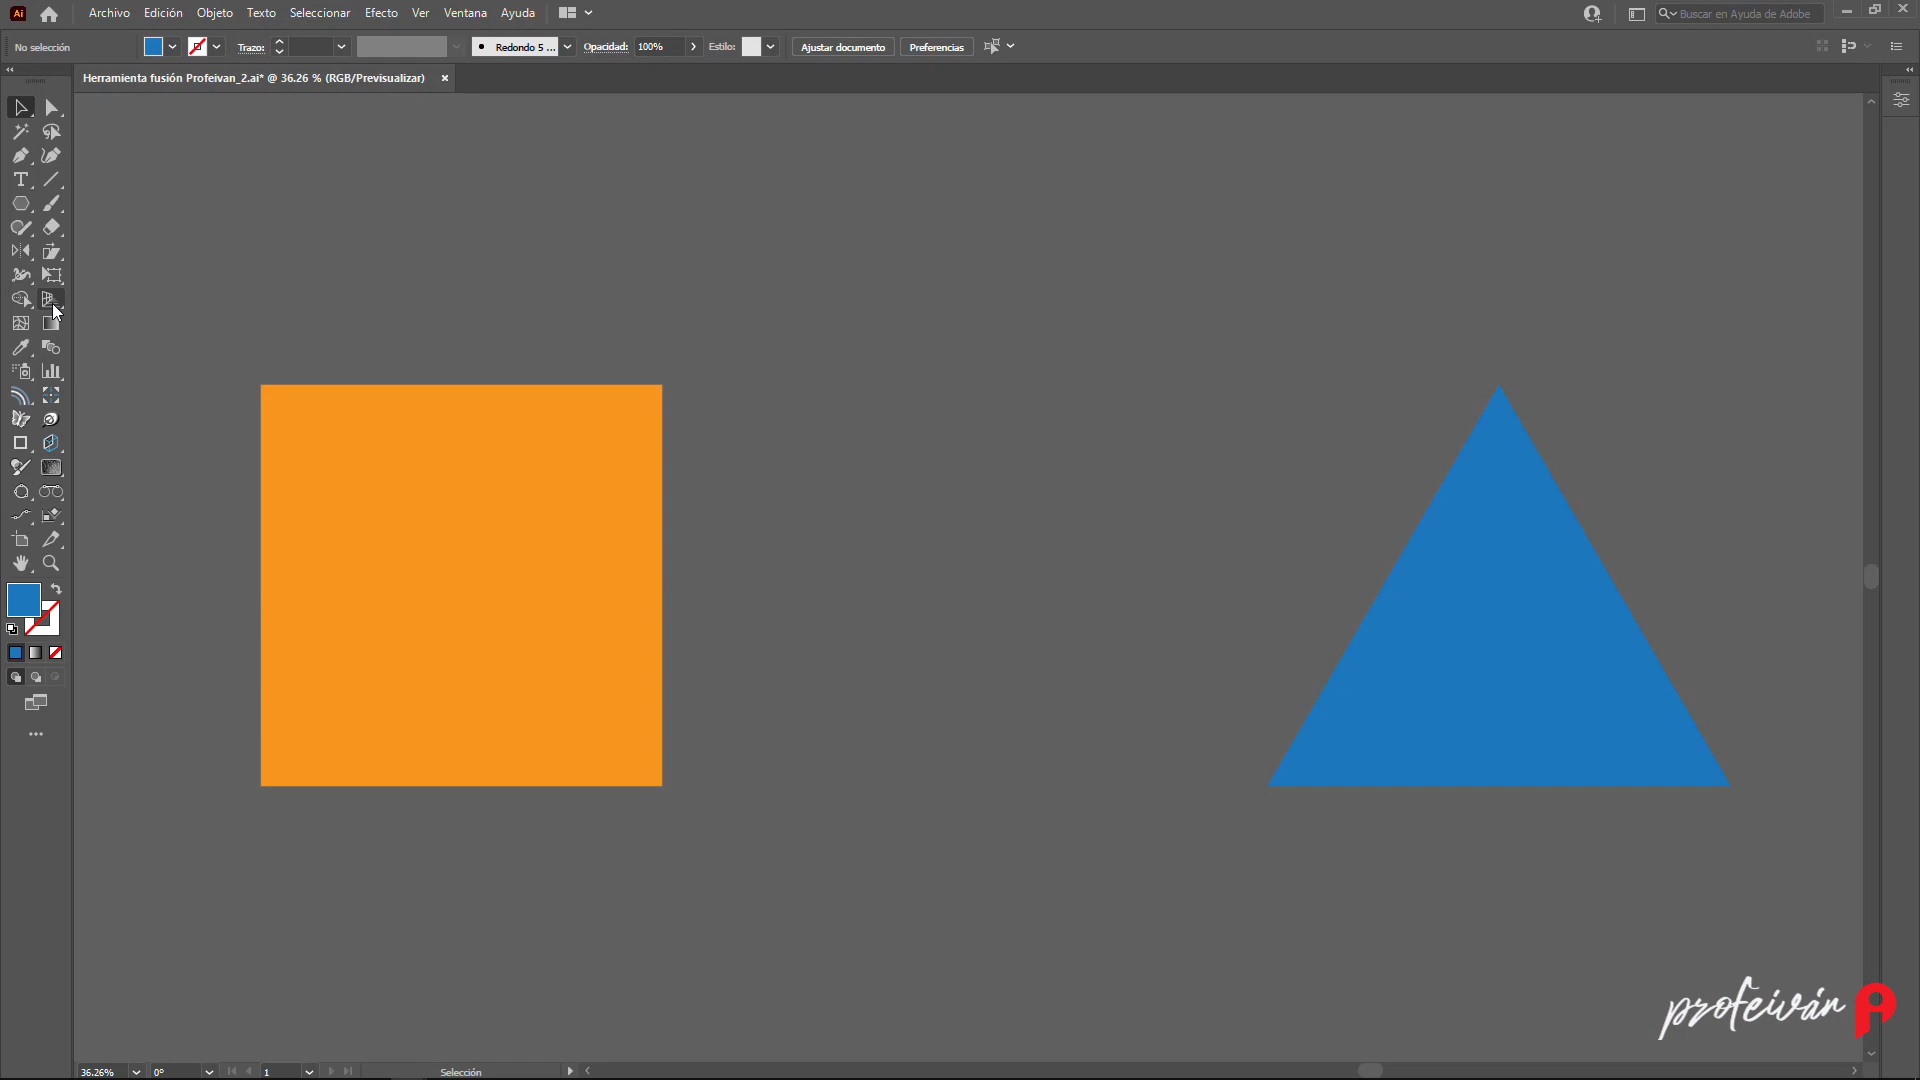 Ai Archivo Edición Objeto Texto Seleccionar Efecto Ver Ventana Ayuda Buscar en Ayuda de Adobe
No selección Trazo: Redondo 5 ... Opacidad: 100% Estilo: Ajustar documento Preferencias
Herramienta fusión Profeivan_2.ai* @ 36.26 % (RGB/Previsualizar) ×
profeiván
36.26% 0º 1 Selección